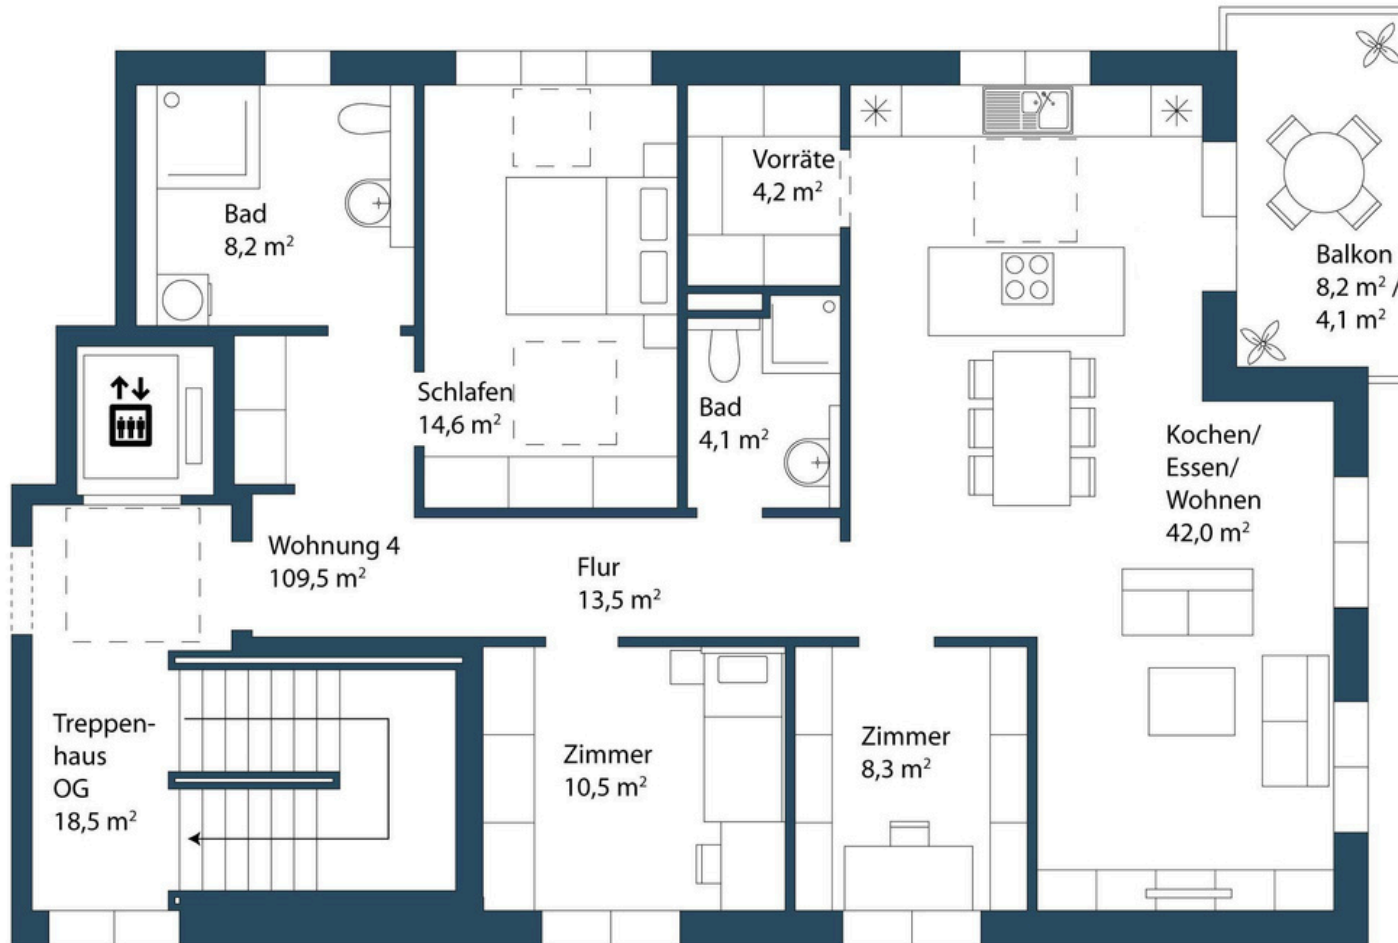 Bad
8,2 m²
Vorräte
4,2 m²
Balkon
8,2 m² /
4,1 m²
Schlafen
14,6 m²
Bad
4,1 m²
Kochen/
Essen/
Wohnen
42,0 m²
Wohnung 4
109,5 m²
Flur
13,5 m²
Treppen-
haus
OG
18,5 m²
Zimmer
10,5 m²
Zimmer
8,3 m²